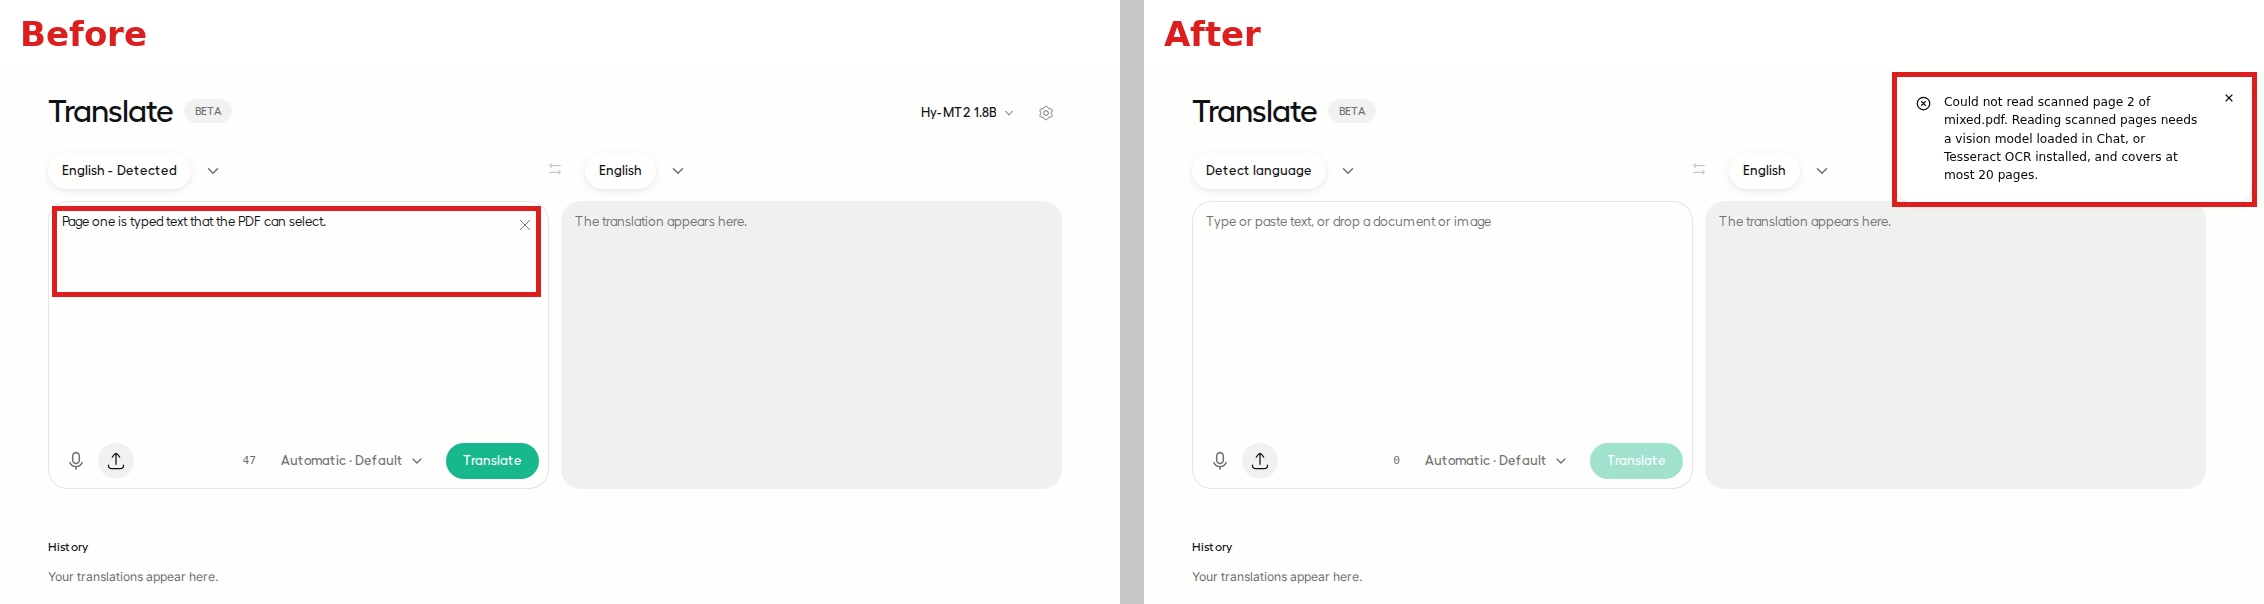 Before
Translate
BETA
Hy-MT2 1.8B
English - Detected
English
Page one is typed text that the PDF can select.
The translation appears here.
47
Automatic · Default
Translate
History
Your translations appear here.
After
Translate
BETA
Could not read scanned page 2 of
mixed.pdf. Reading scanned pages needs
a vision model loaded in Chat, or
Tesseract OCR installed, and covers at
most 20 pages.
Detect language
English
Type or paste text, or drop a document or image
The translation appears here.
0
Automatic · Default
Translate
History
Your translations appear here.